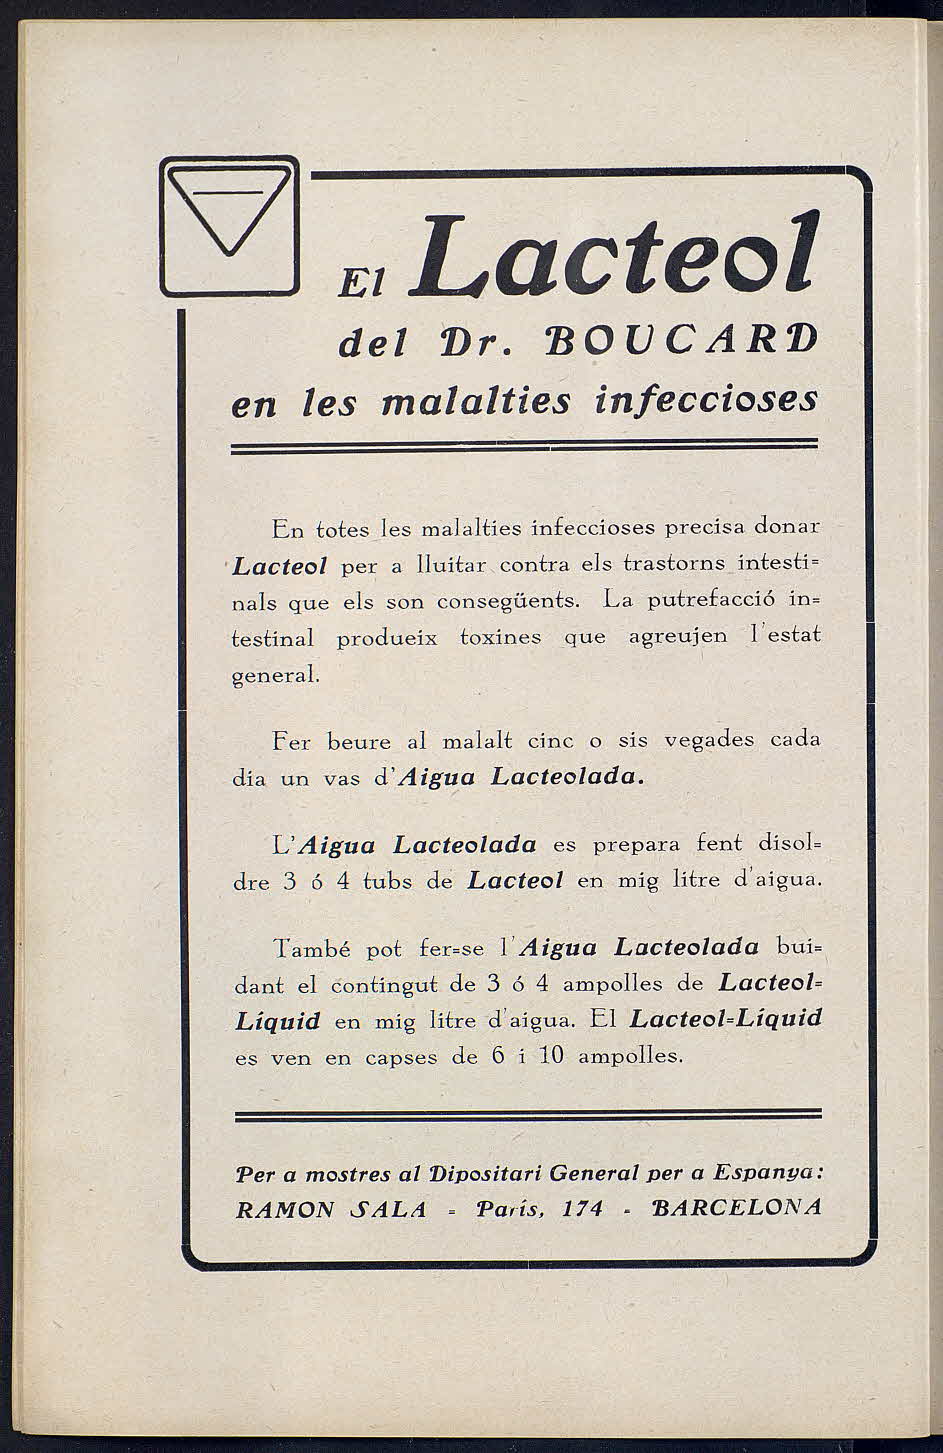 El Lacteol
del Dr. BOUCARD
en les malalties infeccioses
En totes les malalties infeccioses precisa donar
Lacteol per a lluitar contra els trastorns intesti=
nals que els son consegüents. La putrefacció in=
testinal produeix toxines que agreujen l'estat
general.
Fer beure al malalt cinc o sis vegades cada
dia un vas d'Aigua Lacteolada.
L'Aigua Lacteolada es prepara fent disol=
dre 3 ó 4 tubs de Lacteol en mig litre d'aigua.
També pot fer=se l'Aigua Lacteolada bui=
dant el contingut de 3 ó 4 ampolles de Lacteol=
Líquid en mig litre d'aigua. El Lacteol=Líquid
es ven en capses de 6 i 10 ampolles.
Per a mostres al Dipositari General per a Espanya:
RAMON SALA = París, 174 - BARCELONA